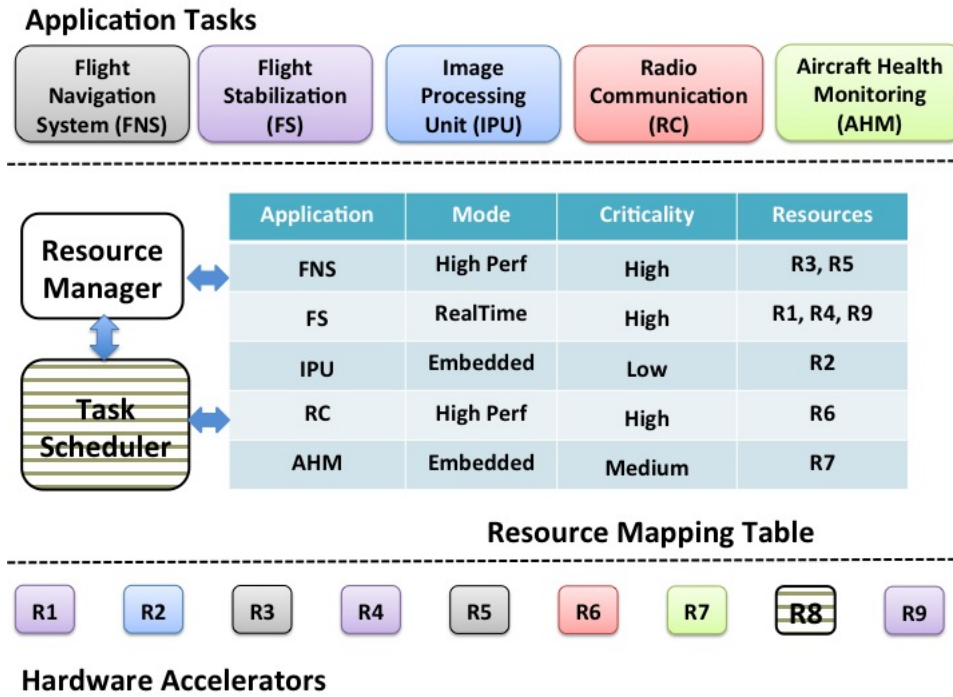 Application Tasks
Flight
Navigation
System (FNS)
Flight
Stabilization
(FS)
Image
Processing
Unit (IPU)
Radio
Communication
(RC)
Aircraft Health
Monitoring
(AHM)
Resource
Manager
Task
Scheduler
Application Mode Criticality Resources
FNS High Perf High R3, R5
FS RealTime High R1, R4, R9
IPU Embedded Low R2
RC High Perf High R6
AHM Embedded Medium R7
Resource Mapping Table
R1 R2 R3 R4 R5 R6 R7 R8 R9
Hardware Accelerators